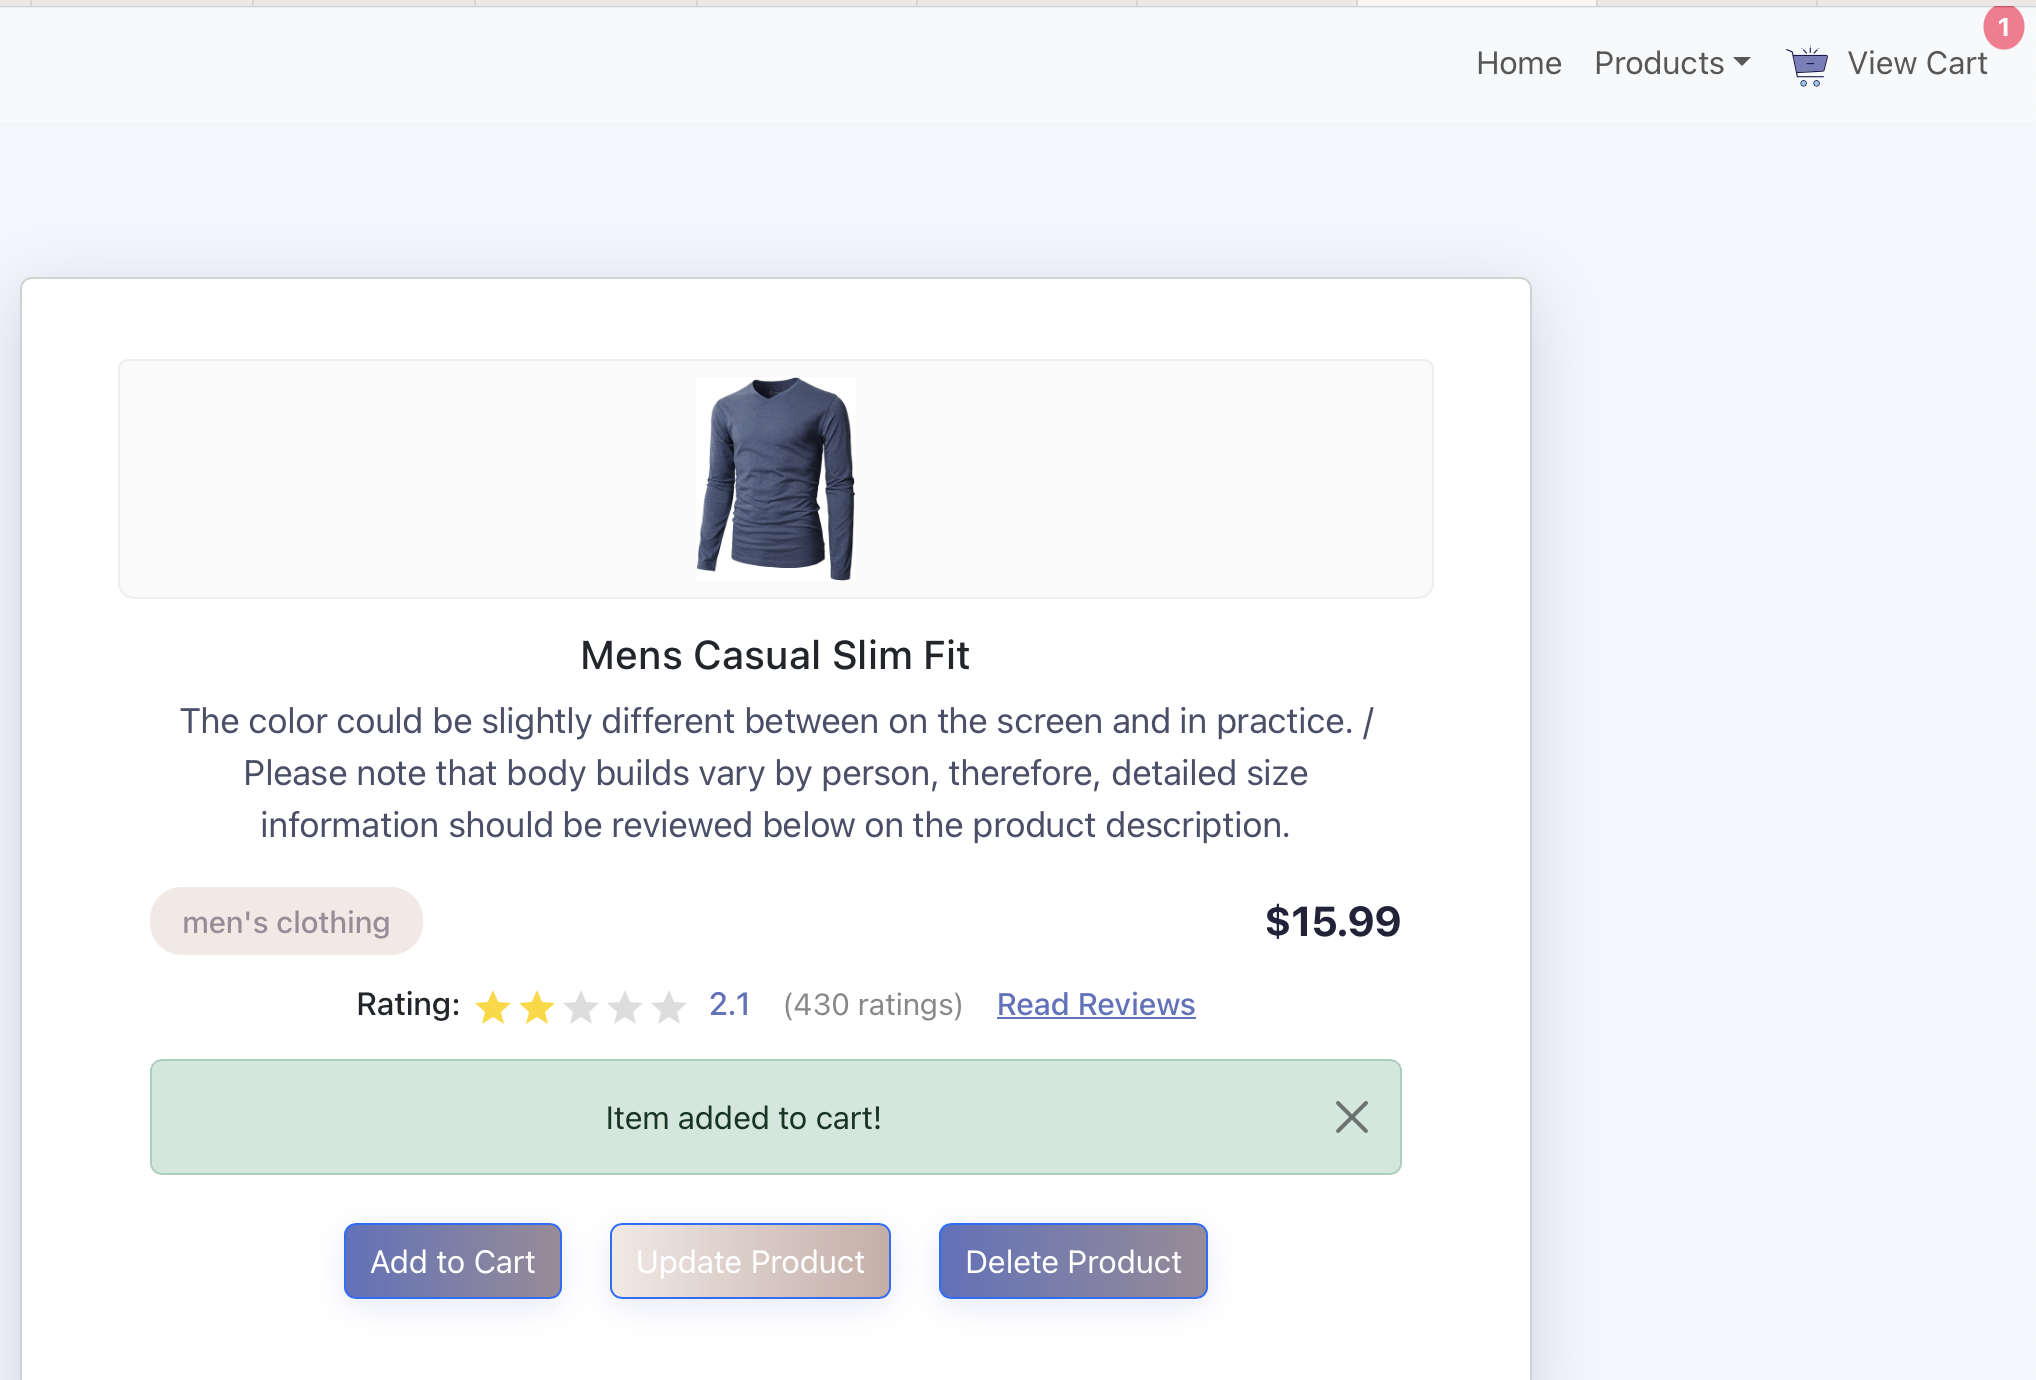 Home Products View Cart 1
Mens Casual Slim Fit
The color could be slightly different between on the screen and in practice. /
Please note that body builds vary by person, therefore, detailed size
information should be reviewed below on the product description.
men's clothing $15.99
Rating: 2.1 (430 ratings) Read Reviews
Item added to cart!
Add to Cart Update Product Delete Product